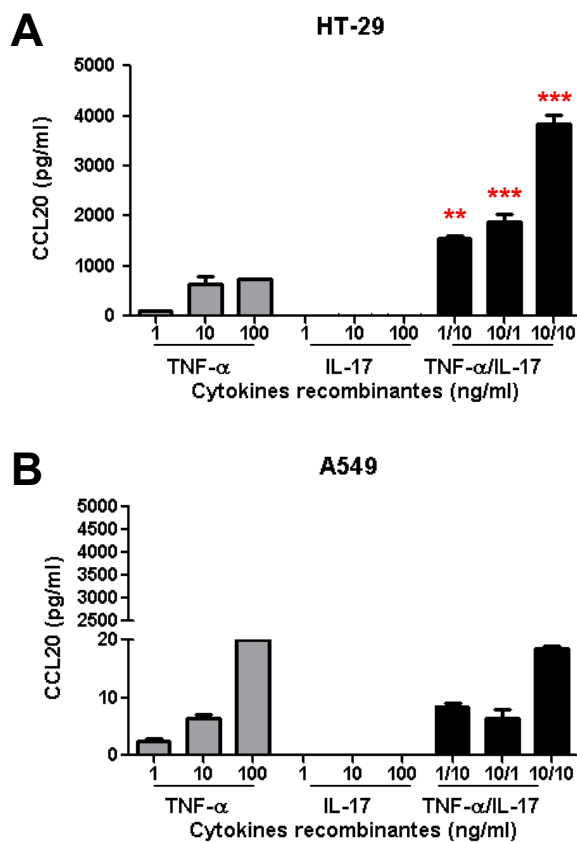 A
HT-29
CCL20 (pg/ml)
5000
4000
3000
2000
1000
0
** *** ***
1 10 100 1 10 100 1/10 10/1 10/10
TNF-α IL-17 TNF-α/IL-17
Cytokines recombinantes (ng/ml)
B
A549
CCL20 (pg/ml)
5000
4500
4000
3500
3000
2500
20
10
0
1 10 100 1 10 100 1/10 10/1 10/10
TNF-α IL-17 TNF-α/IL-17
Cytokines recombinantes (ng/ml)